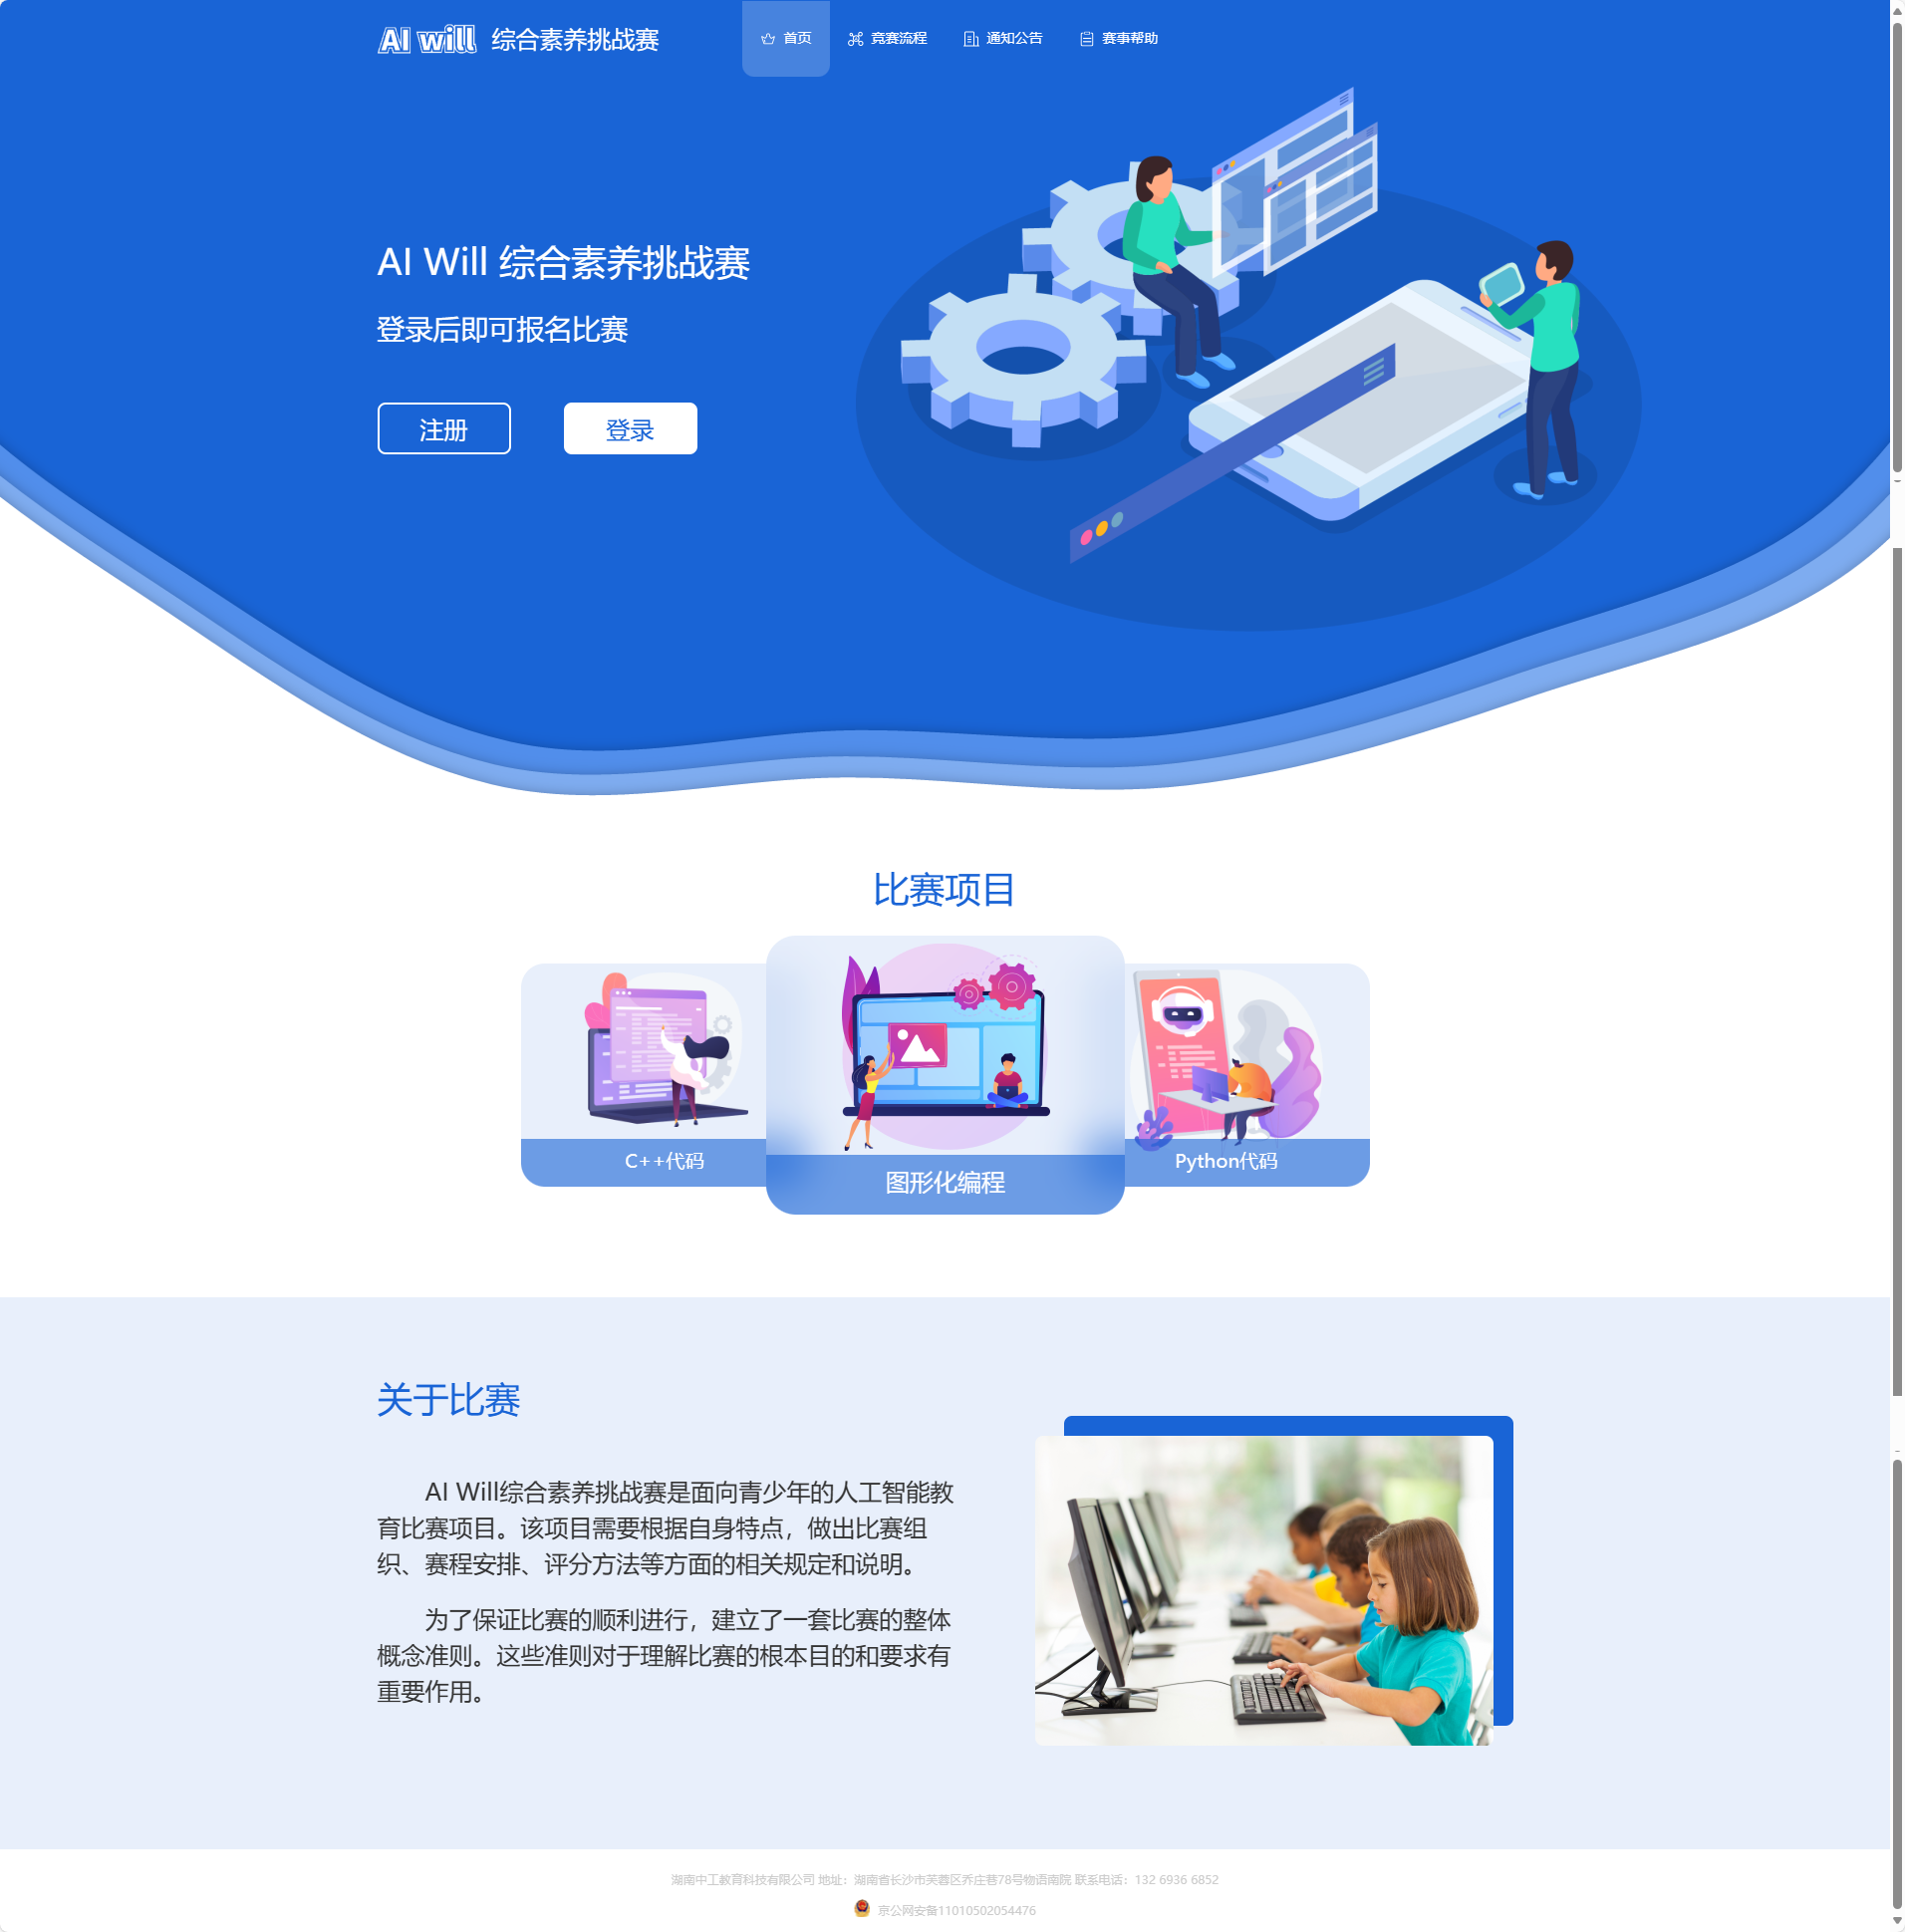 AI will 综合素养挑战赛
首页
竞赛流程
通知公告
赛事帮助
AI Will 综合素养挑战赛
登录后即可报名比赛
注册
登录
比赛项目
C++代码
图形化编程
Python代码
关于比赛
AI Will综合素养挑战赛是面向青少年的人工智能教
育比赛项目。该项目需要根据自身特点，做出比赛组
织、赛程安排、评分方法等方面的相关规定和说明。
为了保证比赛的顺利进行，建立了一套比赛的整体
概念准则。这些准则对于理解比赛的根本目的和要求有
重要作用。
湖南中工教育科技有限公司 地址：湖南省长沙市芙蓉区乔庄巷78号物语南院 联系电话：132 6936 6852
京公网安备11010502054476